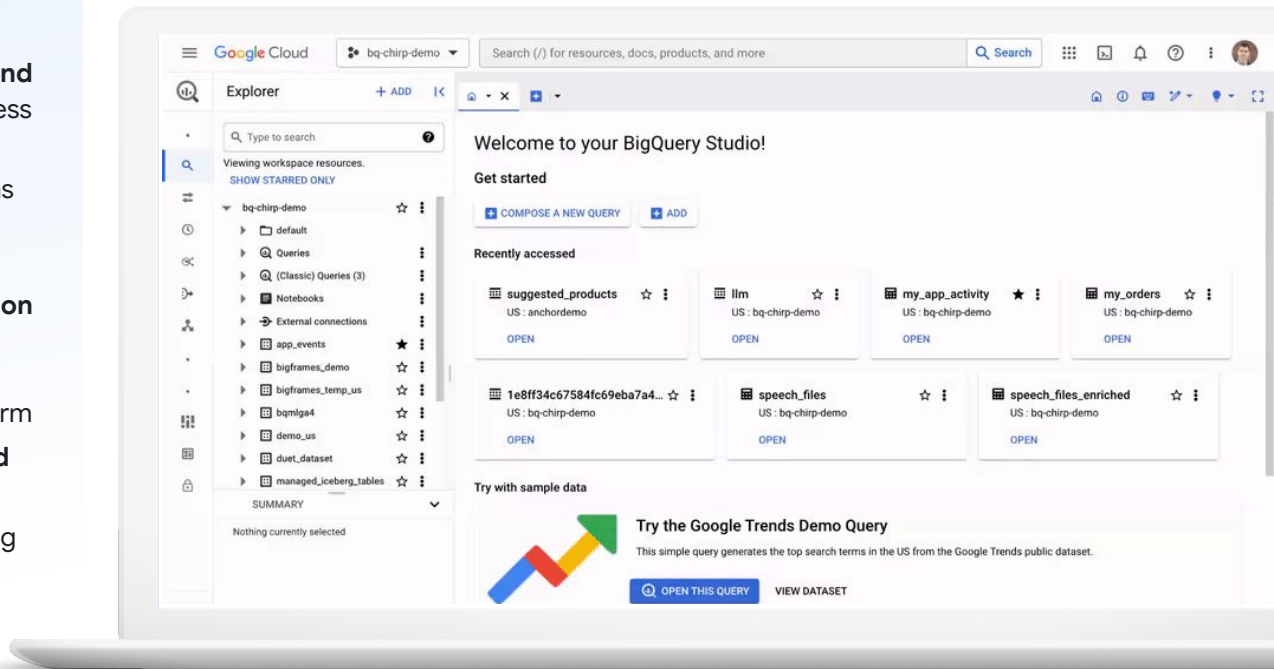 nd
ess
s
on
rm
d
g
Google Cloud
bq-chirp-demo
Search (/) for resources, docs, products, and more
Search
Explorer
+ ADD
Type to search
Viewing workspace resources.
SHOW STARRED ONLY
bq-chirp-demo
default
Queries
(Classic) Queries (3)
Notebooks
External connections
app_events
bigframes_demo
bigframes_temp_us
bqmlga4
demo_us
duet_dataset
managed_iceberg_tables
SUMMARY
Nothing currently selected
Welcome to your BigQuery Studio!
Get started
COMPOSE A NEW QUERY
ADD
Recently accessed
suggested_products
US : anchordemo
OPEN
llm
US : bq-chirp-demo
OPEN
my_app_activity
US : bq-chirp-demo
OPEN
my_orders
US : bq-chirp-demo
OPEN
1e8ff34c67584fc69eba7a4...
US : bq-chirp-demo
OPEN
speech_files
US : bq-chirp-demo
OPEN
speech_files_enriched
US : bq-chirp-demo
OPEN
Try with sample data
Try the Google Trends Demo Query
This simple query generates the top search terms in the US from the Google Trends public dataset.
OPEN THIS QUERY
VIEW DATASET